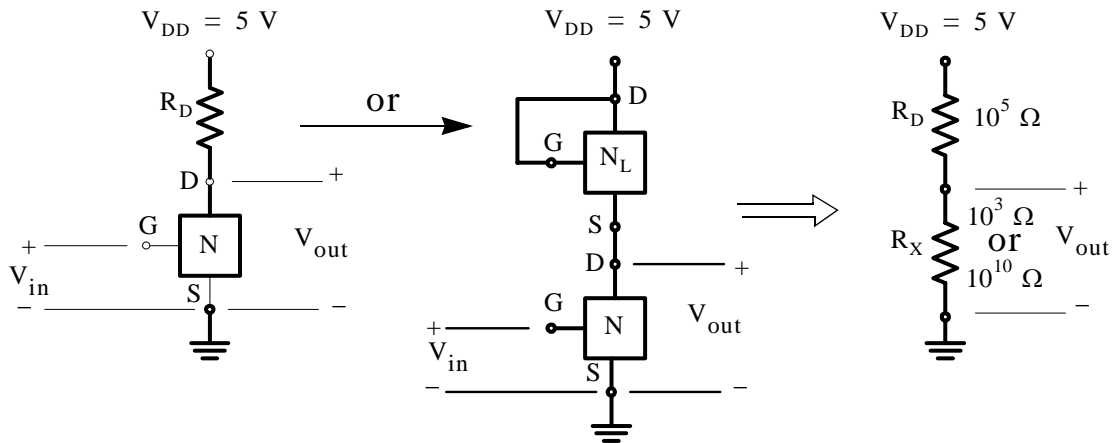 V_DD = 5 V
R_D
D
G
N
S
+
V_in
−
+
V_out
−
or
V_DD = 5 V
D
G
N_L
S
D
G
N
S
+
V_in
−
+
V_out
−
V_DD = 5 V
R_D
10^5 Ω
R_X
10^3 Ω
or
10^10 Ω
+
V_out
−